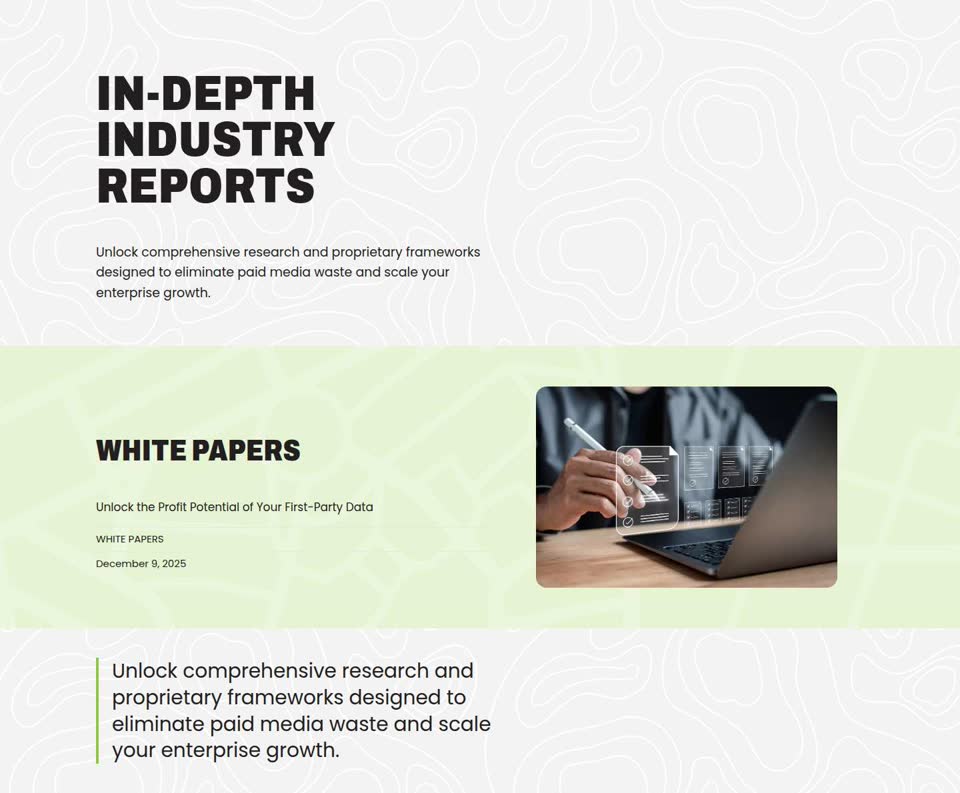 IN-DEPTH
INDUSTRY
REPORTS
Unlock comprehensive research and proprietary frameworks
designed to eliminate paid media waste and scale your
enterprise growth.
WHITE PAPERS
Unlock the Profit Potential of Your First-Party Data
WHITE PAPERS
December 9, 2025
Unlock comprehensive research and
proprietary frameworks designed to
eliminate paid media waste and scale
your enterprise growth.